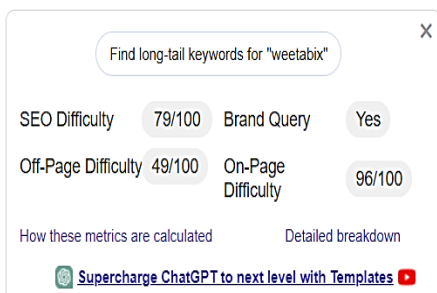 X
Find long-tail keywords for "weetabix"
SEO Difficulty 79/100 Brand Query Yes
Off-Page Difficulty 49/100 On-Page Difficulty 96/100
How these metrics are calculated Detailed breakdown
Supercharge ChatGPT to next level with Templates